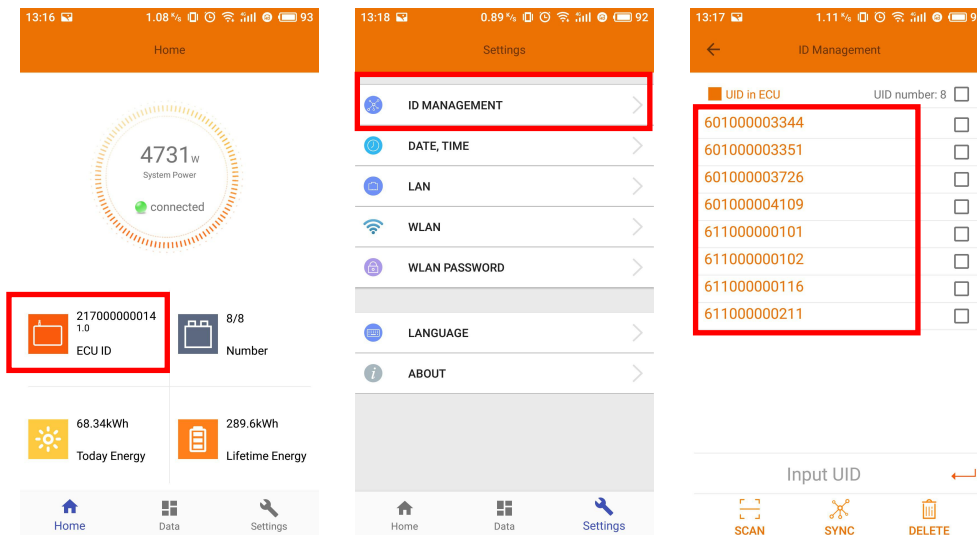 13:16 1.08 K/s 93
Home
4731 W
System Power
connected
217000000014
1.0
ECU ID
8/8
Number
68.34kWh
Today Energy
289.6kWh
Lifetime Energy
Home Data Settings
13:18 0.89 K/s 92
Settings
ID MANAGEMENT
DATE, TIME
LAN
WLAN
WLAN PASSWORD
LANGUAGE
ABOUT
Home Data Settings
13:17 1.11 K/s
ID Management
UID in ECU UID number: 8
601000003344
601000003351
601000003726
601000004109
611000000101
611000000102
611000000116
611000000211
Input UID
SCAN SYNC DELETE